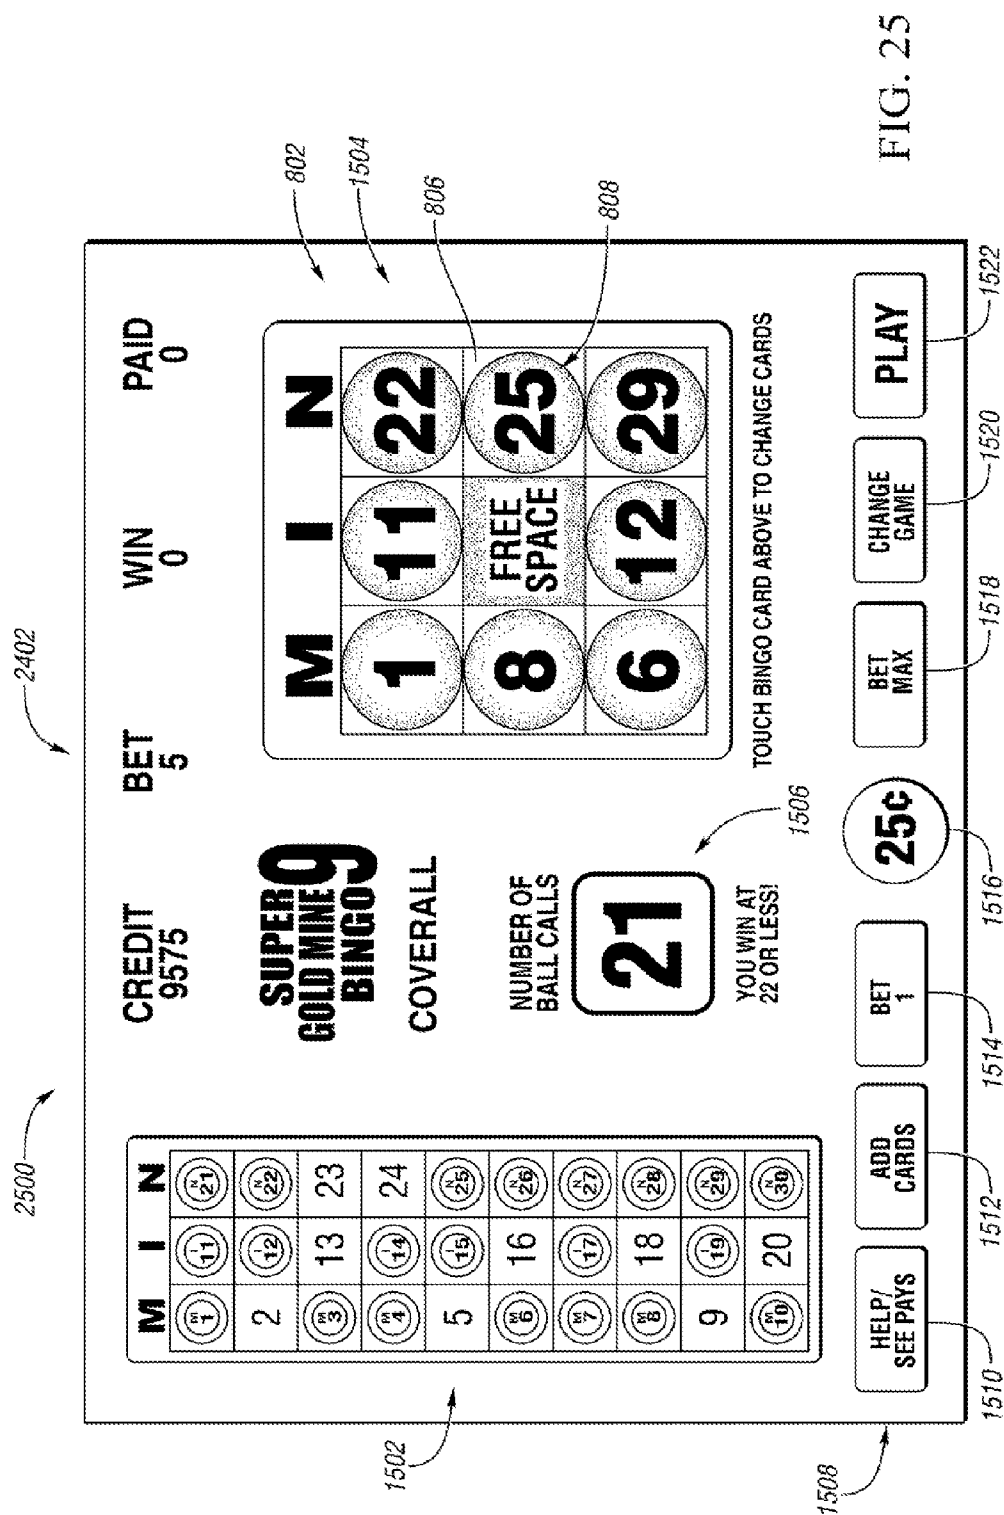 2500
2402
CREDIT
9575
BET
5
WIN
0
PAID
0
802
1504
806
808
M I N
1 11 21
2 12 22
3 13 23
4 14 24
5 15 25
6 16 26
7 17 27
8 18 28
9 19 29
10 20 30
1502
SUPER
GOLD MINE
BINGO 9
COVERALL
NUMBER OF
BALL CALLS
21
YOU WIN AT
22 OR LESS!
1506
M I N
1 11 22
8 FREE SPACE 25
6 12 29
TOUCH BINGO CARD ABOVE TO CHANGE CARDS
HELP/
SEE PAYS
ADD
CARDS
BET
1
25¢
BET
MAX
CHANGE
GAME
PLAY
1508
1510
1512
1514
1516
1518
1520
1522
FIG. 25